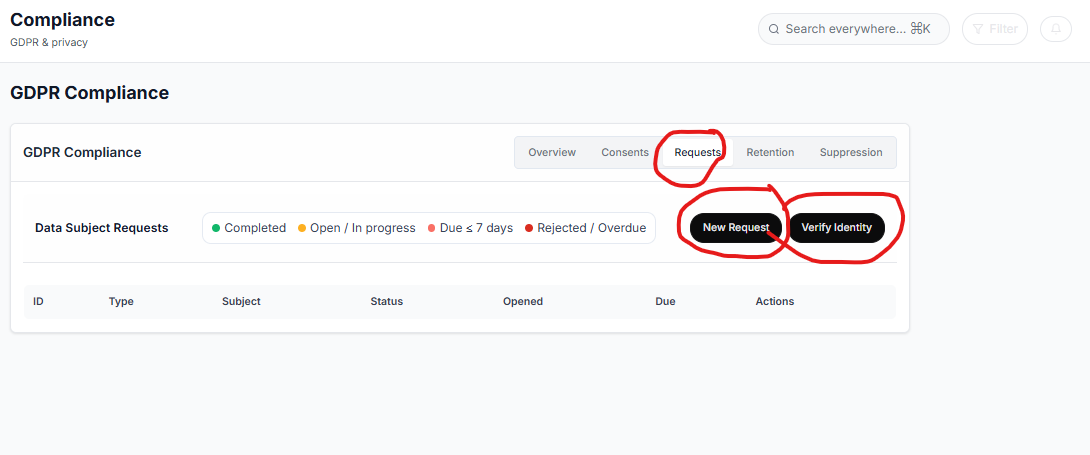 Compliance
GDPR & privacy
Search everywhere... ⌘K
Filter
GDPR Compliance
GDPR Compliance
Overview Consents Requests Retention Suppression
Data Subject Requests Completed Open / In progress Due ≤ 7 days Rejected / Overdue New Request Verify Identity
ID Type Subject Status Opened Due Actions